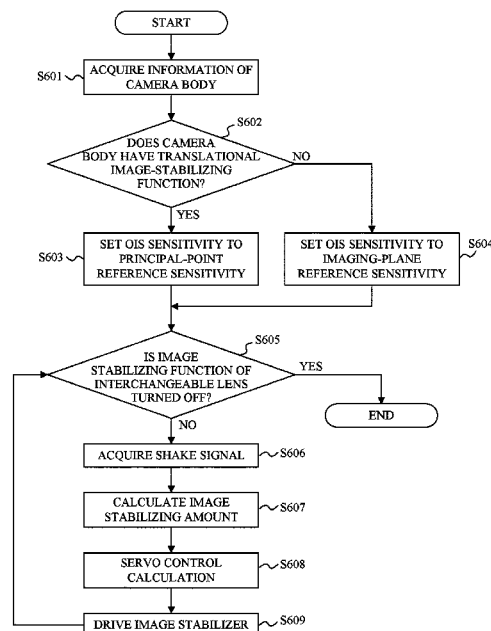 START
S601
ACQUIRE INFORMATION OF
CAMERA BODY
S602
DOES CAMERA
BODY HAVE TRANSLATIONAL
IMAGE-STABILIZING
FUNCTION?
NO
YES
S603
SET OIS SENSITIVITY TO
PRINCIPAL-POINT
REFERENCE SENSITIVITY
SET OIS SENSITIVITY TO
IMAGING-PLANE
REFERENCE SENSITIVITY
S604
S605
IS IMAGE
STABILIZING FUNCTION OF
INTERCHANGEABLE LENS
TURNED OFF?
YES
END
NO
ACQUIRE SHAKE SIGNAL
S606
CALCULATE IMAGE
STABILIZING AMOUNT
S607
SERVO CONTROL
CALCULATION
S608
DRIVE IMAGE STABILIZER
S609